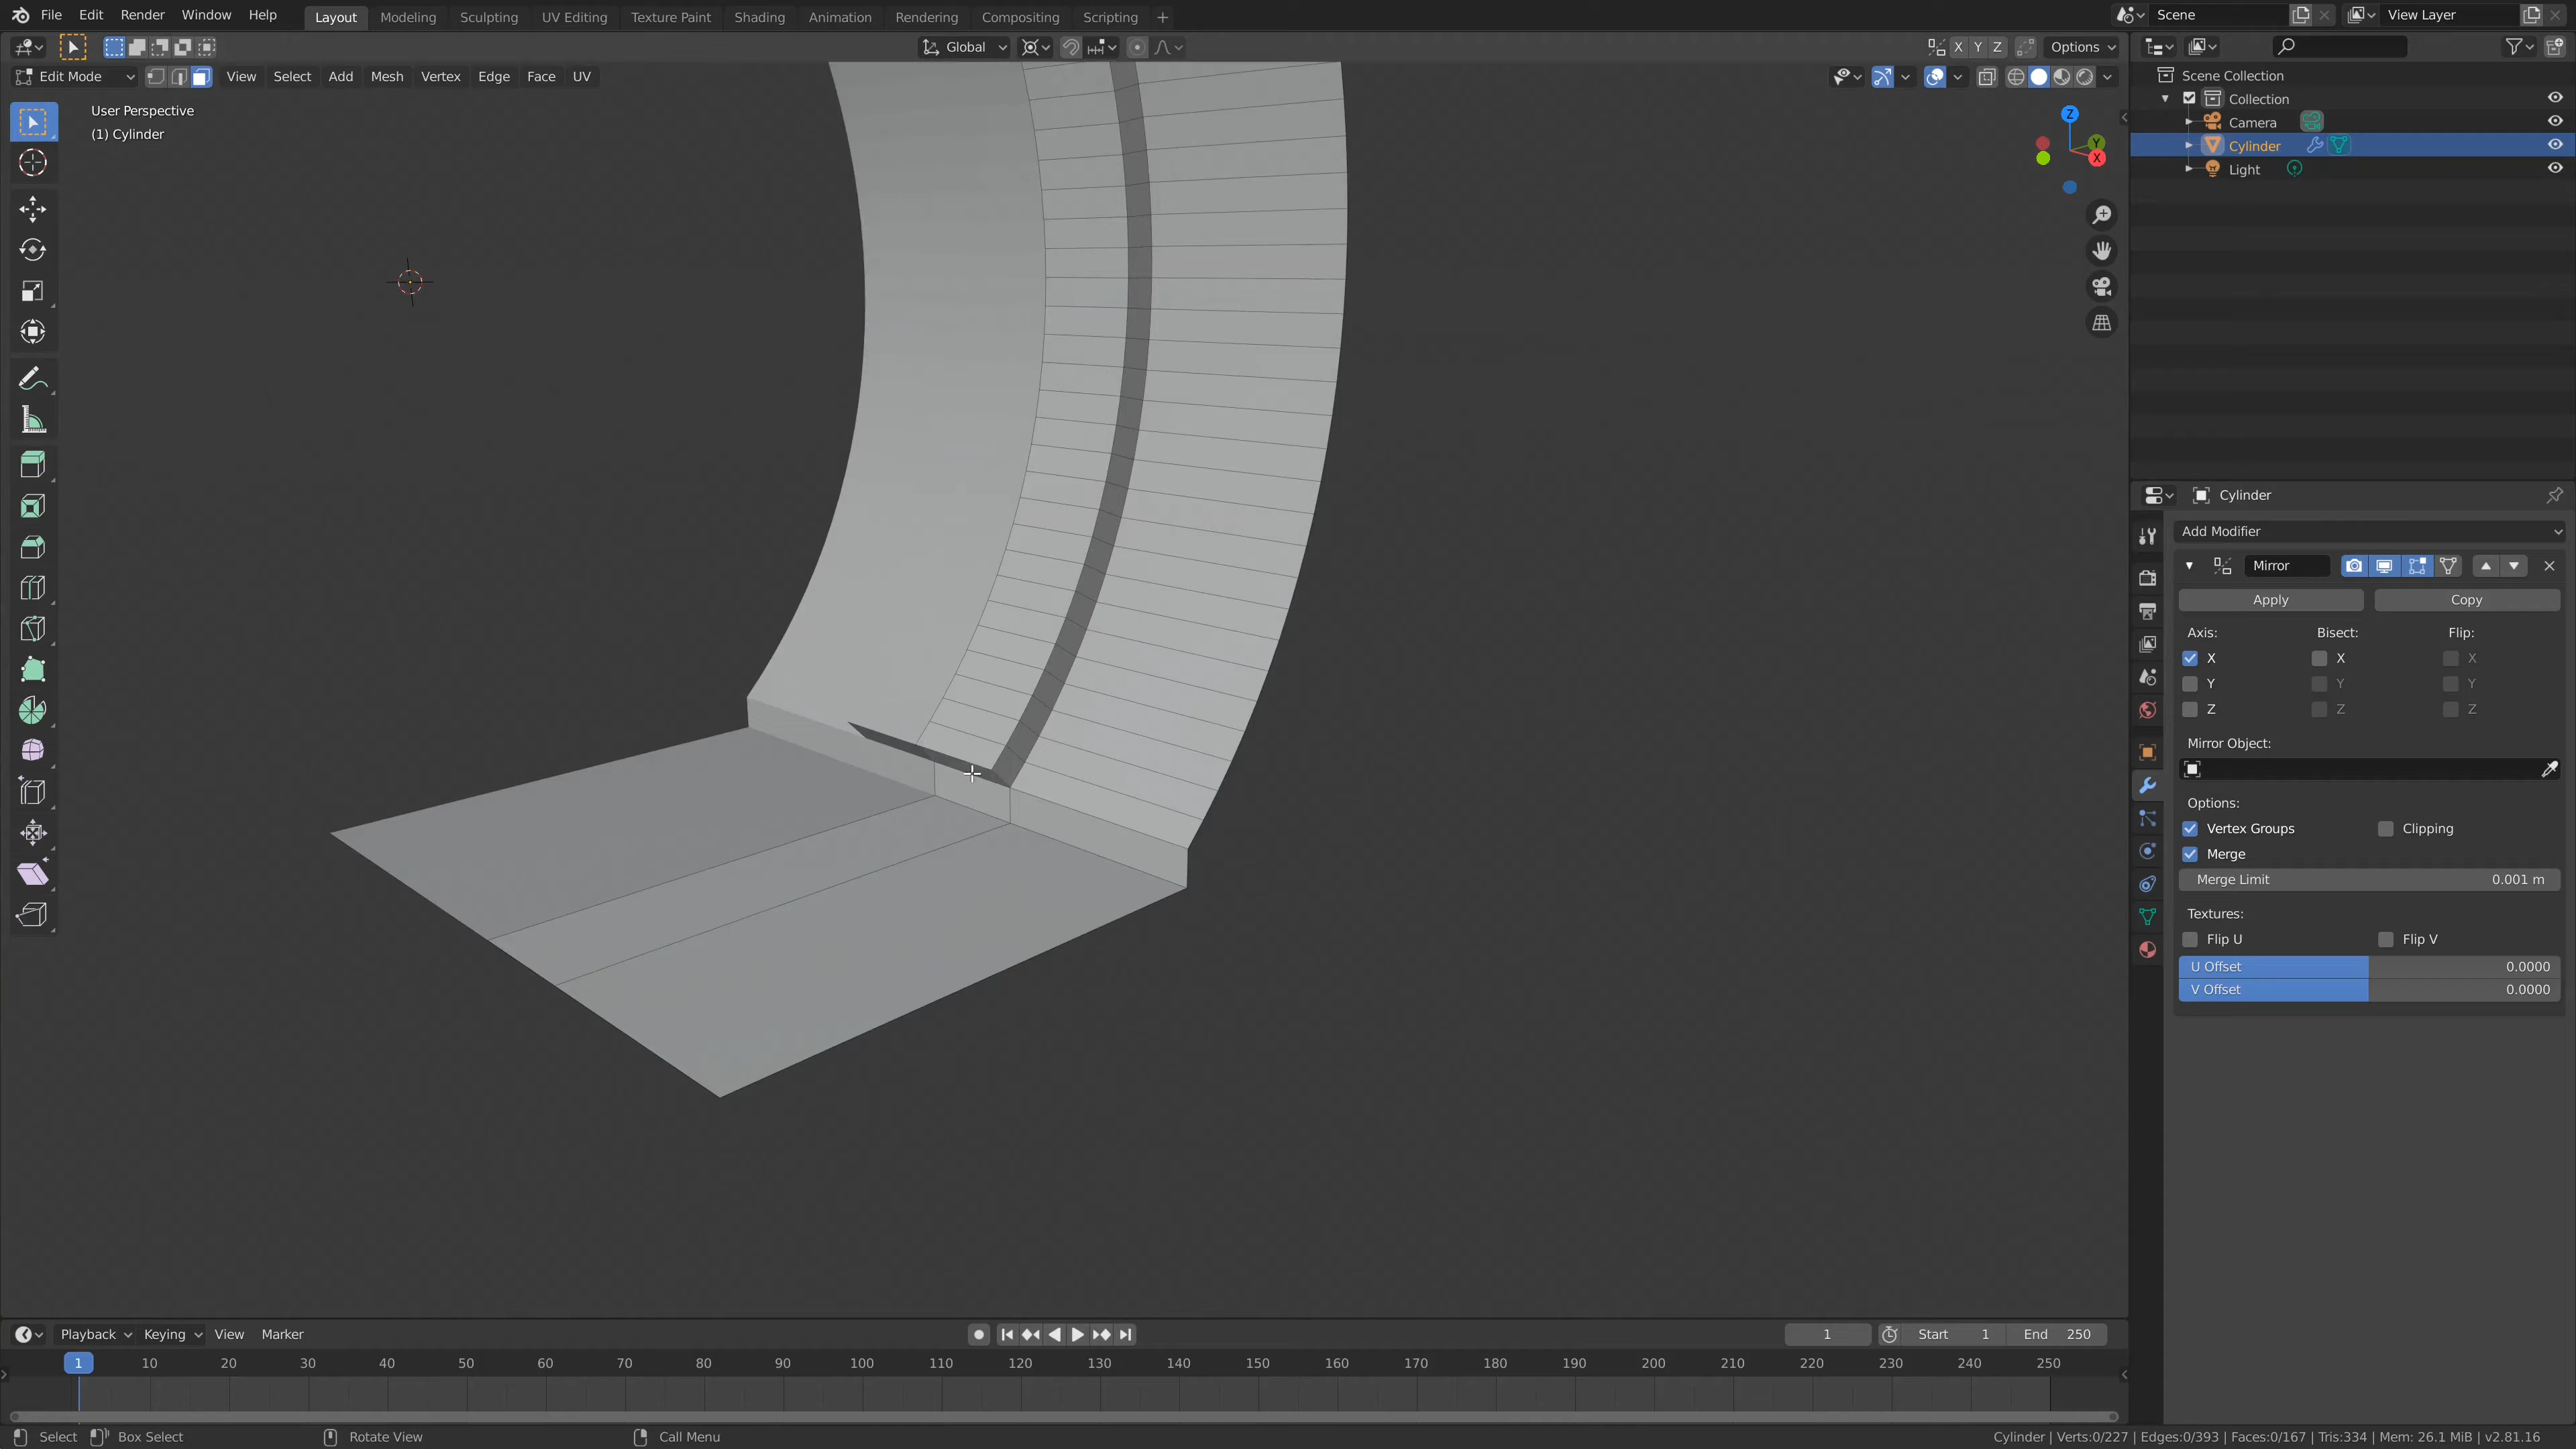 File Edit Render Window Help Layout Modeling Sculpting UV Editing Texture Paint Shading Animation Rendering Compositing Scripting + Scene View Layer
Global X Y Z Options
Edit Mode View Select Add Mesh Vertex Edge Face UV
User Perspective
(1) Cylinder
Z
Y
X
Scene Collection
Collection
Camera
Cylinder
Light
Cylinder
Add Modifier
Mirror
Apply Copy
Axis: Bisect: Flip:
X X X
Y Y Y
Z Z Z
Mirror Object:
Options:
Vertex Groups Clipping
Merge
Merge Limit 0.001 m
Textures:
Flip U Flip V
U Offset 0.0000
V Offset 0.0000
Playback Keying View Marker 1 Start 1 End 250
1 10 20 30 40 50 60 70 80 90 100 110 120 130 140 150 160 170 180 190 200 210 220 230 240 250
Select Box Select Rotate View Call Menu Cylinder | Verts:0/227 | Edges:0/393 | Faces:0/167 | Tris:334 | Mem: 26.1 MiB | v2.81.16